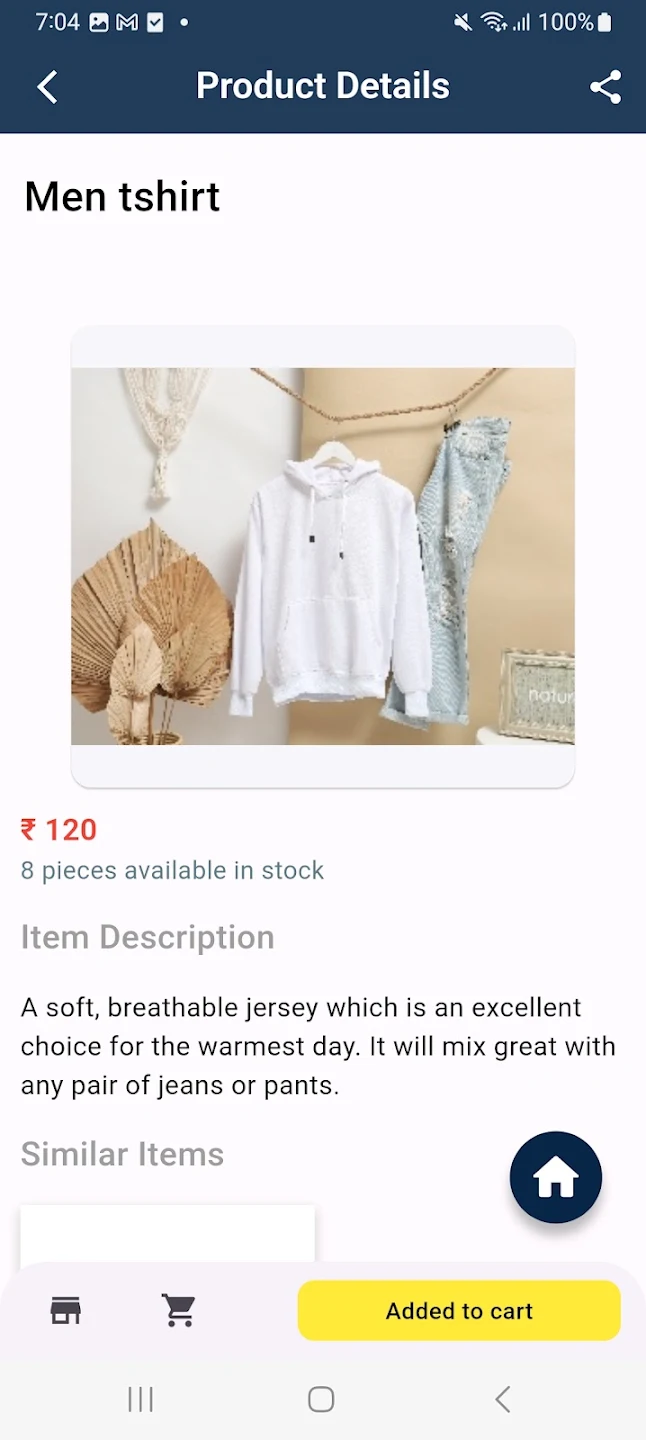 7:04
100%
Product Details
Men tshirt
natur
₹ 120
8 pieces available in stock
Item Description
A soft, breathable jersey which is an excellent
choice for the warmest day. It will mix great with
any pair of jeans or pants.
Similar Items
Added to cart